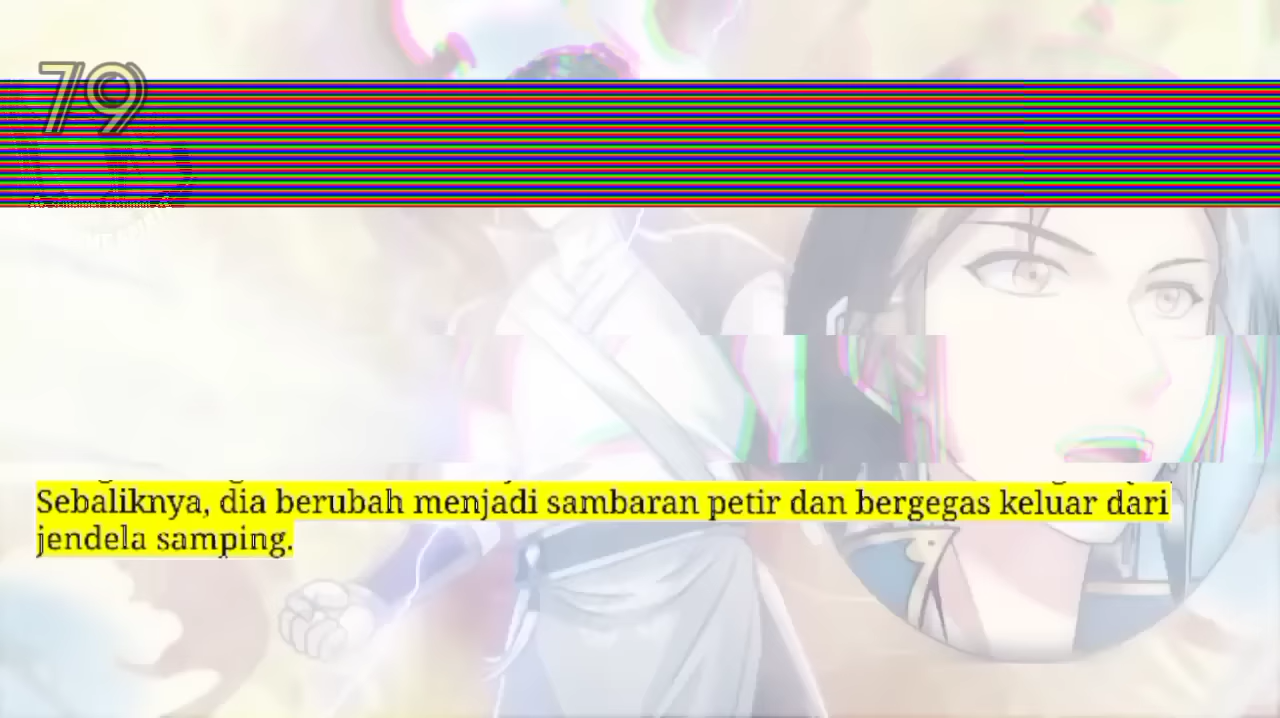 79
Sebaliknya, dia berubah menjadi sambaran petir dan bergegas keluar dari
jendela samping.